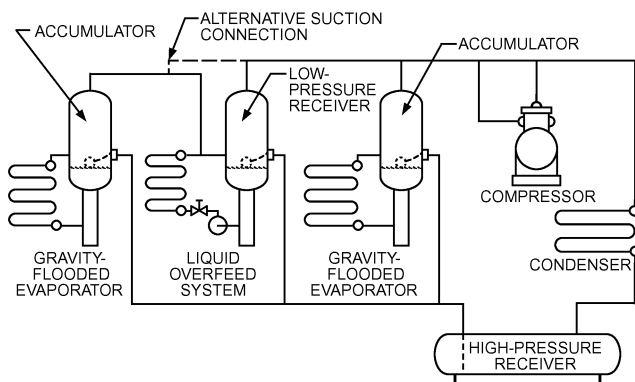 ALTERNATIVE SUCTION
CONNECTION
ACCUMULATOR
ACCUMULATOR
LOW-
PRESSURE
RECEIVER
COMPRESSOR
CONDENSER
GRAVITY-
FLOODED
EVAPORATOR
LIQUID
OVERFEED
SYSTEM
GRAVITY-
FLOODED
EVAPORATOR
HIGH-PRESSURE
RECEIVER